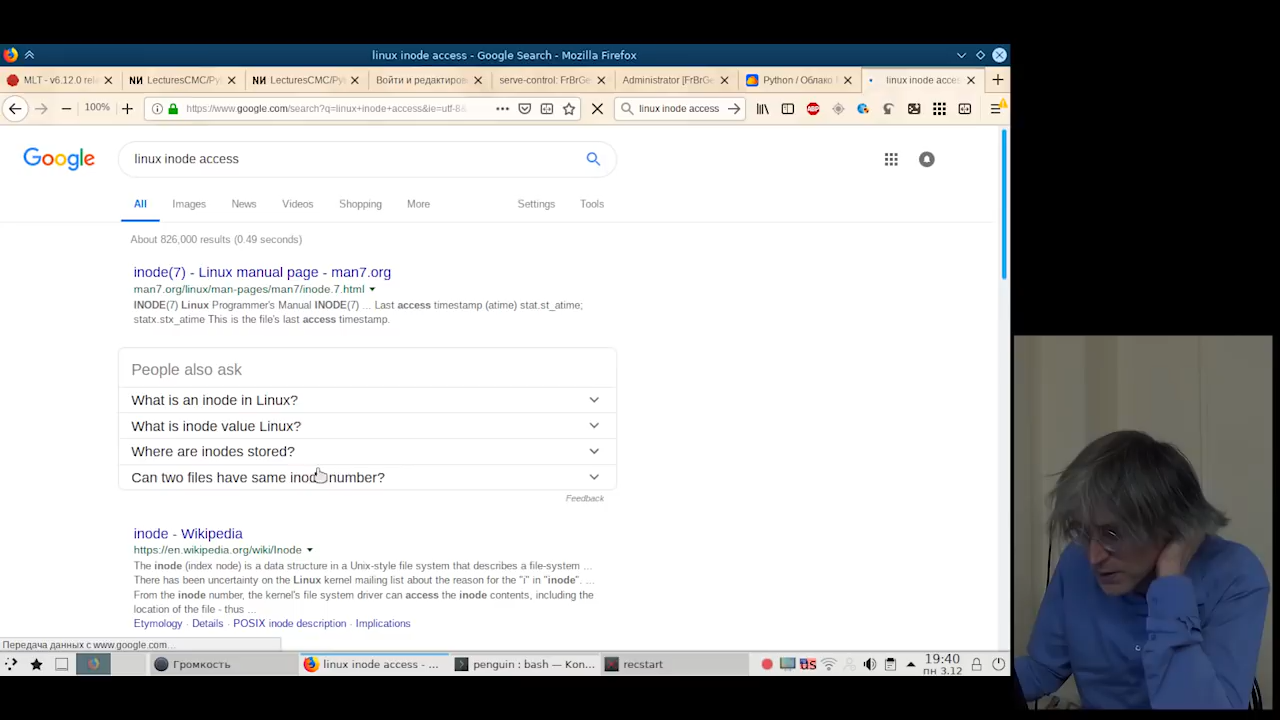 linux inode access - Google Search - Mozilla Firefox
MLT - v6.12.0 rel
LecturesCMC/Py
LecturesCMC/Py
Войти и редактиров
serve-control: FrBrGe
Administrator [FrBrGe
Python / Облако
linux inode acces
100%
https://www.google.com/search?q=linux+inode+access&ie=utf-8&
linux inode access
ABP
Google
linux inode access
All Images News Videos Shopping More Settings Tools
About 826,000 results (0.49 seconds)
inode(7) - Linux manual page - man7.org
man7.org/linux/man-pages/man7/inode.7.html
INODE(7) Linux Programmer's Manual INODE(7) ... Last access timestamp (atime) stat.st_atime;
statx.stx_atime This is the file's last access timestamp.
People also ask
What is an inode in Linux?
What is inode value Linux?
Where are inodes stored?
Can two files have same inode number?
Feedback
inode - Wikipedia
https://en.wikipedia.org/wiki/Inode
The inode (index node) is a data structure in a Unix-style file system that describes a file-system ...
There has been uncertainty on the Linux kernel mailing list about the reason for the "i" in "inode". ...
From the inode number, the kernel's file system driver can access the inode contents, including the
location of the file - thus ...
Etymology · Details · POSIX inode description · Implications
Передача данных с www.google.com...
Громкость
linux inode access - ...
penguin : bash — Kon...
recstart
US
19:40
пн 3.12